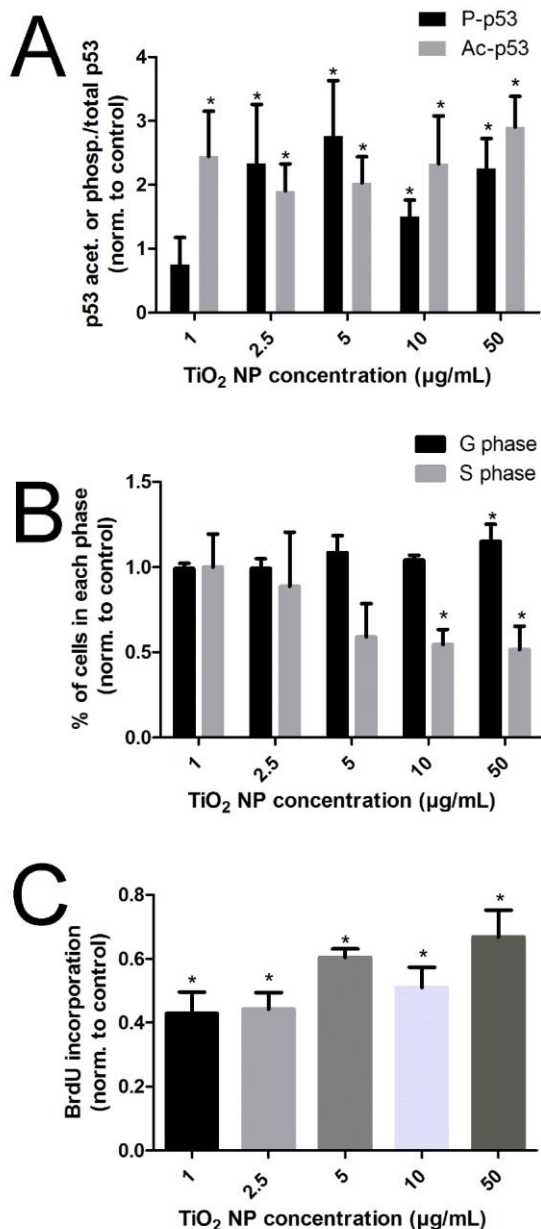 A
P-p53
Ac-p53
p53 acet. or phosp./total p53
(norm. to control)
4
3
2
1
0
* * * * * * * * *
1 2.5 5 10 50
TiO₂ NP concentration (µg/mL)
B
G phase
S phase
% of cells in each phase
(norm. to control)
1.5
1.0
0.5
0.0
* * *
1 2.5 5 10 50
TiO₂ NP concentration (µg/mL)
C
BrdU incorporation
(norm. to control)
0.8
0.6
0.4
0.2
0.0
* * * * *
1 2.5 5 10 50
TiO₂ NP concentration (µg/mL)